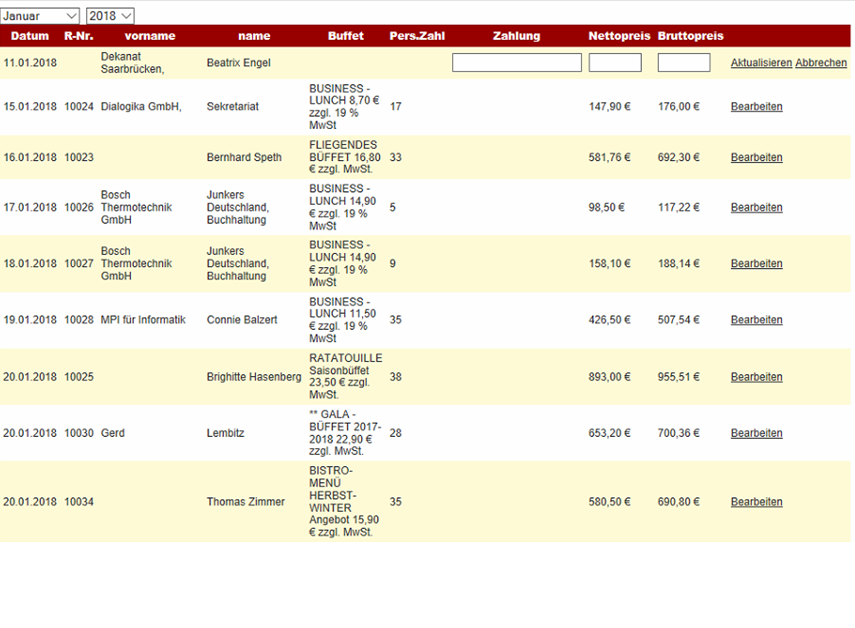 Januar 2018
Datum R-Nr. vorname name Buffet Pers.Zahl Zahlung Nettopreis Bruttopreis
11.01.2018 Dekanat Saarbrücken, Beatrix Engel Aktualisieren Abbrechen
15.01.2018 10024 Dialogika GmbH, Sekretariat BUSINESS - LUNCH 8,70 € zzgl. 19 % MwSt 17 147,90 € 176,00 € Bearbeiten
16.01.2018 10023 Bernhard Speth FLIEGENDES BÜFFET 16,80 € zzgl. MwSt. 33 581,76 € 692,30 € Bearbeiten
17.01.2018 10026 Bosch Thermotechnik GmbH Junkers Deutschland, Buchhaltung BUSINESS - LUNCH 14,90 € zzgl. 19 % MwSt 5 98,50 € 117,22 € Bearbeiten
18.01.2018 10027 Bosch Thermotechnik GmbH Junkers Deutschland, Buchhaltung BUSINESS - LUNCH 14,90 € zzgl. 19 % MwSt 9 158,10 € 188,14 € Bearbeiten
19.01.2018 10028 MPI für Informatik Connie Balzert BUSINESS - LUNCH 11,50 € zzgl. 19 % MwSt 35 426,50 € 507,54 € Bearbeiten
20.01.2018 10025 Brighitte Hasenberg RATATOUILLE Saisonbüffet 23,50 € zzgl. MwSt. 38 893,00 € 955,51 € Bearbeiten
20.01.2018 10030 Gerd Lembitz ** GALA - BÜFFET 2017-2018 22,90 € zzgl. MwSt. 28 653,20 € 700,36 € Bearbeiten
20.01.2018 10034 Thomas Zimmer BISTRO-MENÜ HERBST-WINTER Angebot 15,90 € zzgl. MwSt. 35 580,50 € 690,80 € Bearbeiten